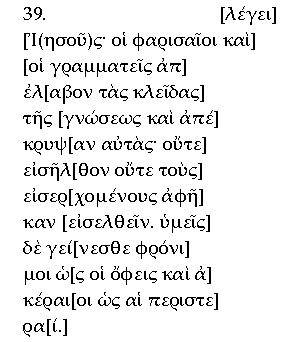 39. [λέγει]
[Ἰ(ησοῦ)ς· οἱ φαρισαῖοι καὶ]
[οἱ γραμματεῖς ἀπ]
ἐλ[αβον τὰς κλεῖδας]
τῆς [γνώσεως καὶ ἀπέ]
κρυψ[αν αὐτὰς· οὔτε]
εἰσῆλ[θον οὔτε τοὺς]
εἰσερ[χομένους ἀφῆ]
καν [εἰσελθεῖν. ὑμεῖς]
δὲ γεί[νεσθε φρόνι]
μοι ὡ[ς οἱ ὄφεις καὶ ἀ]
κέραι[οι ὡς αἱ περιστε]
ρα[ί.]